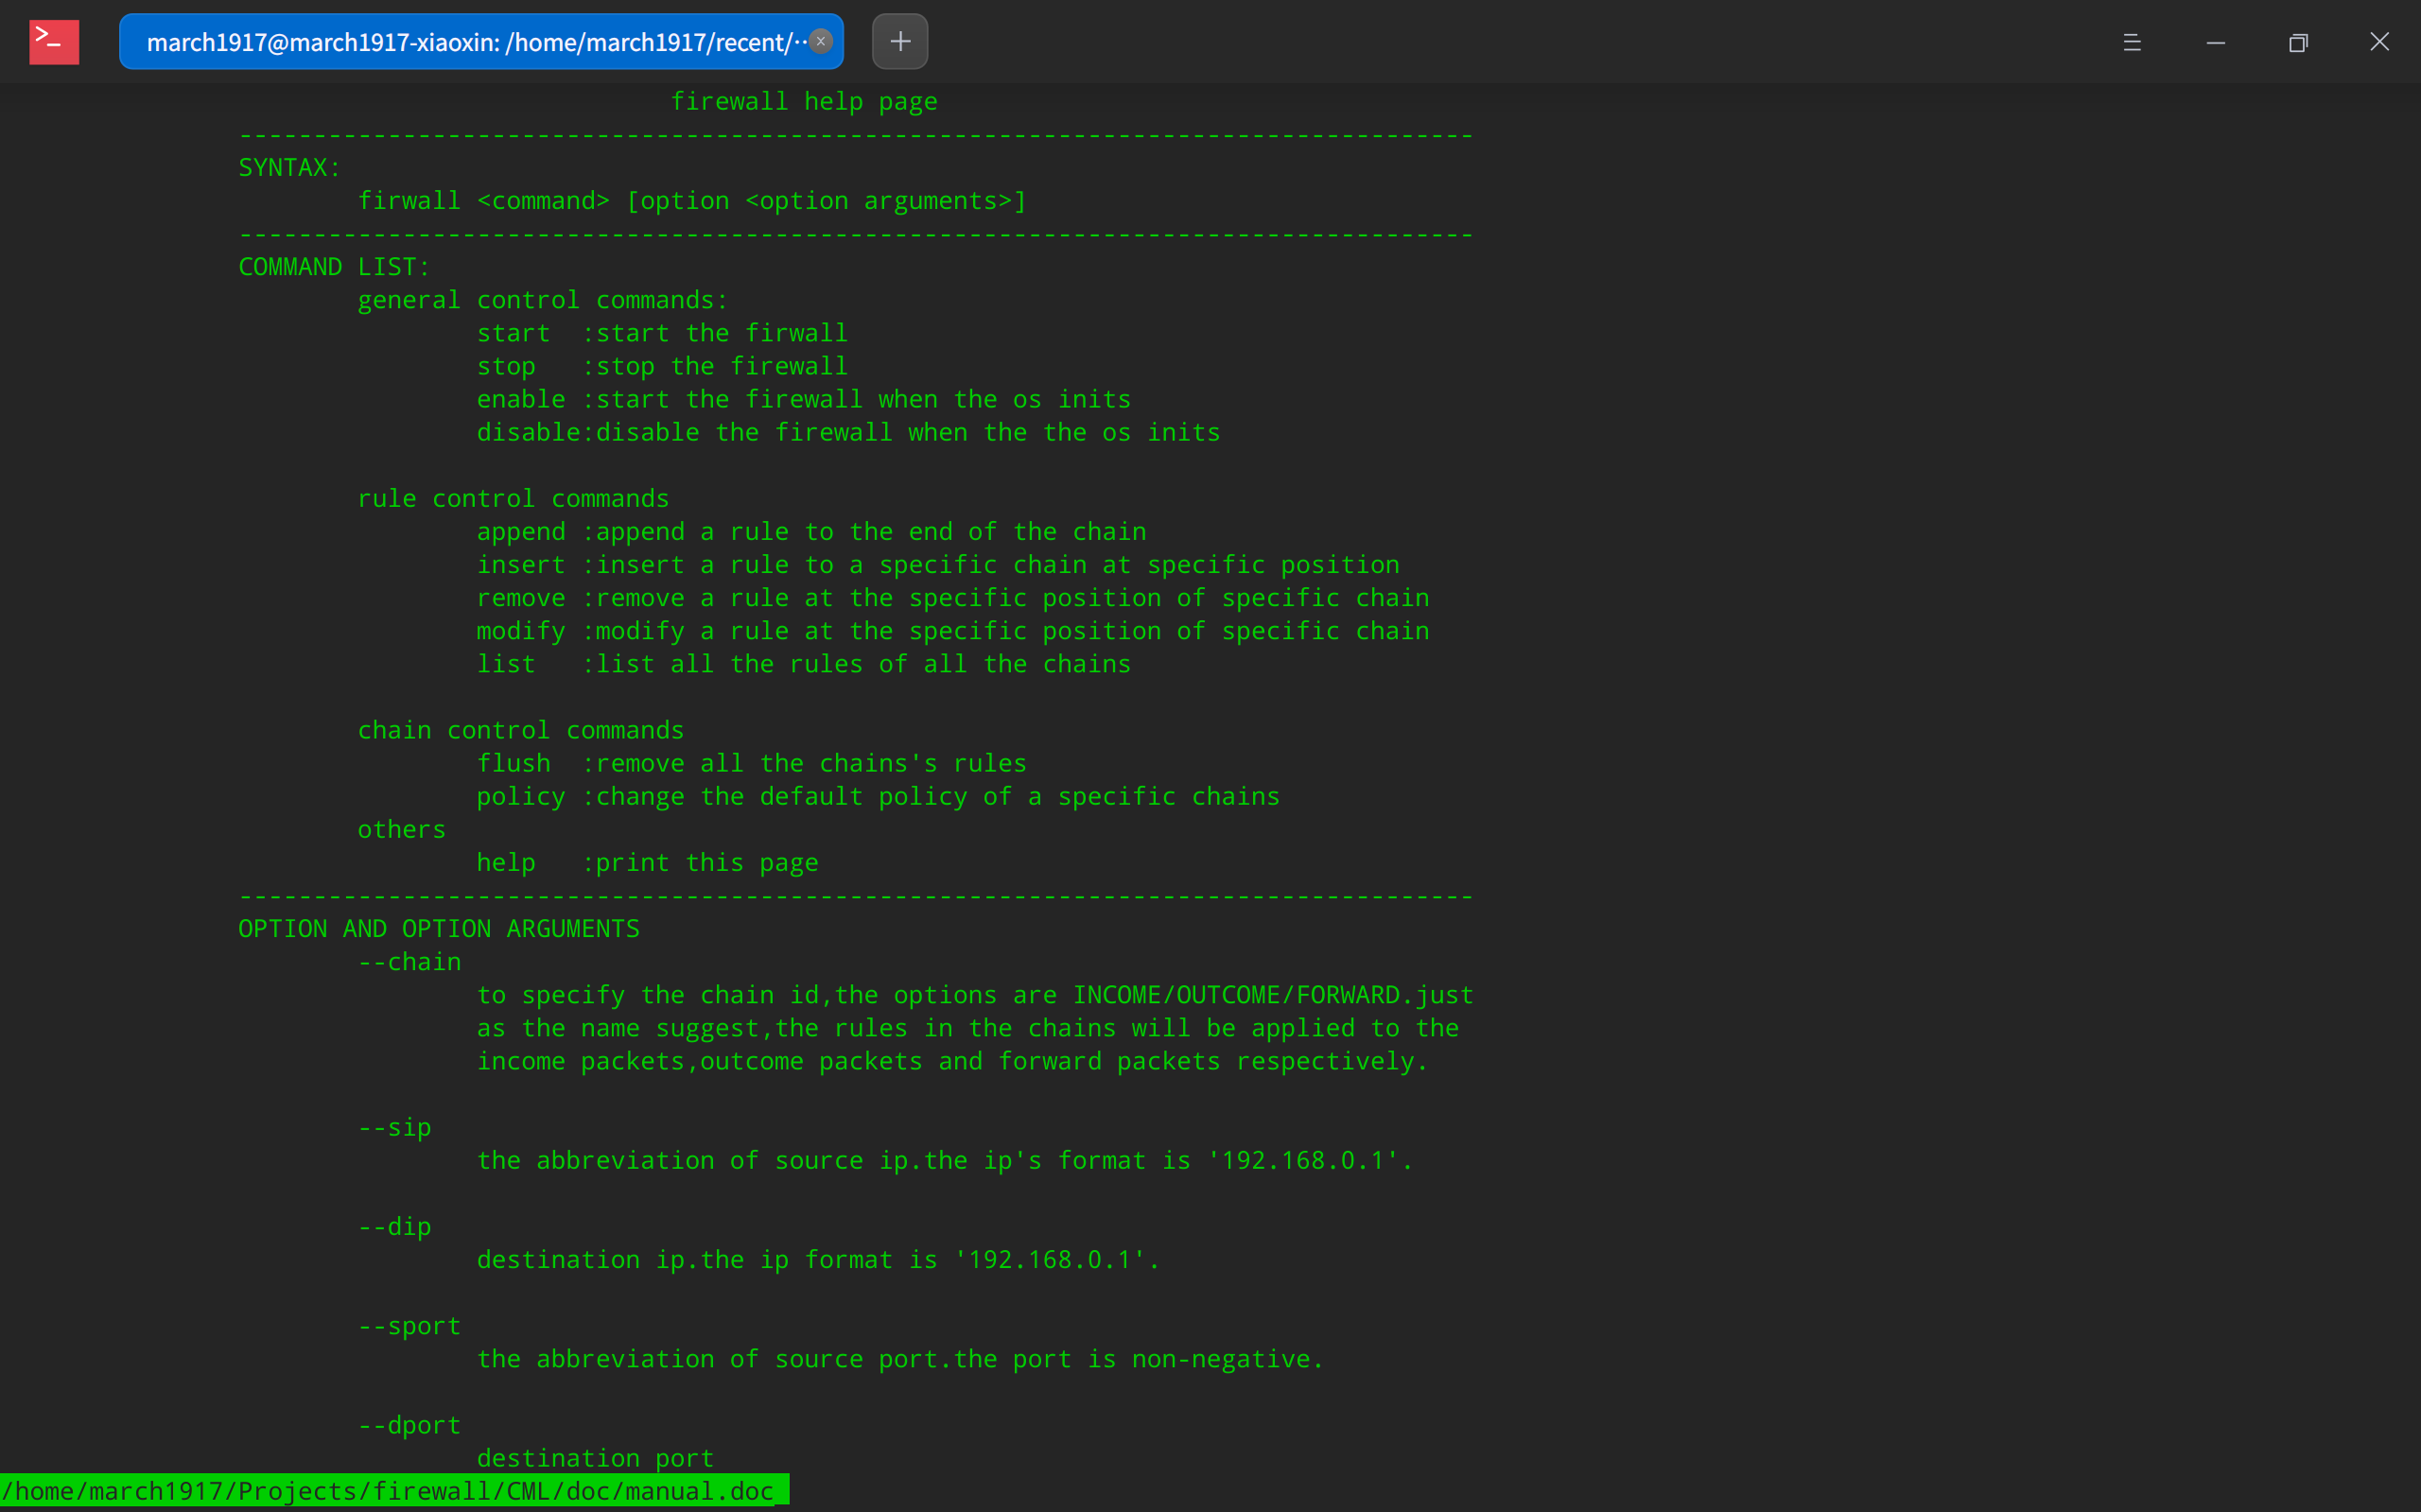 march1917@march1917-xiaoxin: /home/march1917/recent/··
firewall help page
-----------------------------------------------------------------------------------
SYNTAX:
firwall <command> [option <option arguments>]
-----------------------------------------------------------------------------------
COMMAND LIST:
general control commands:
start  :start the firwall
stop   :stop the firewall
enable :start the firewall when the os inits
disable:disable the firewall when the the os inits
rule control commands
append :append a rule to the end of the chain
insert :insert a rule to a specific chain at specific position
remove :remove a rule at the specific position of specific chain
modify :modify a rule at the specific position of specific chain
list   :list all the rules of all the chains
chain control commands
flush  :remove all the chains's rules
policy :change the default policy of a specific chains
others
help   :print this page
-----------------------------------------------------------------------------------
OPTION AND OPTION ARGUMENTS
--chain
to specify the chain id,the options are INCOME/OUTCOME/FORWARD.just
as the name suggest,the rules in the chains will be applied to the
income packets,outcome packets and forward packets respectively.
--sip
the abbreviation of source ip.the ip's format is '192.168.0.1'.
--dip
destination ip.the ip format is '192.168.0.1'.
--sport
the abbreviation of source port.the port is non-negative.
--dport
destination port
/home/march1917/Projects/firewall/CML/doc/manual.doc